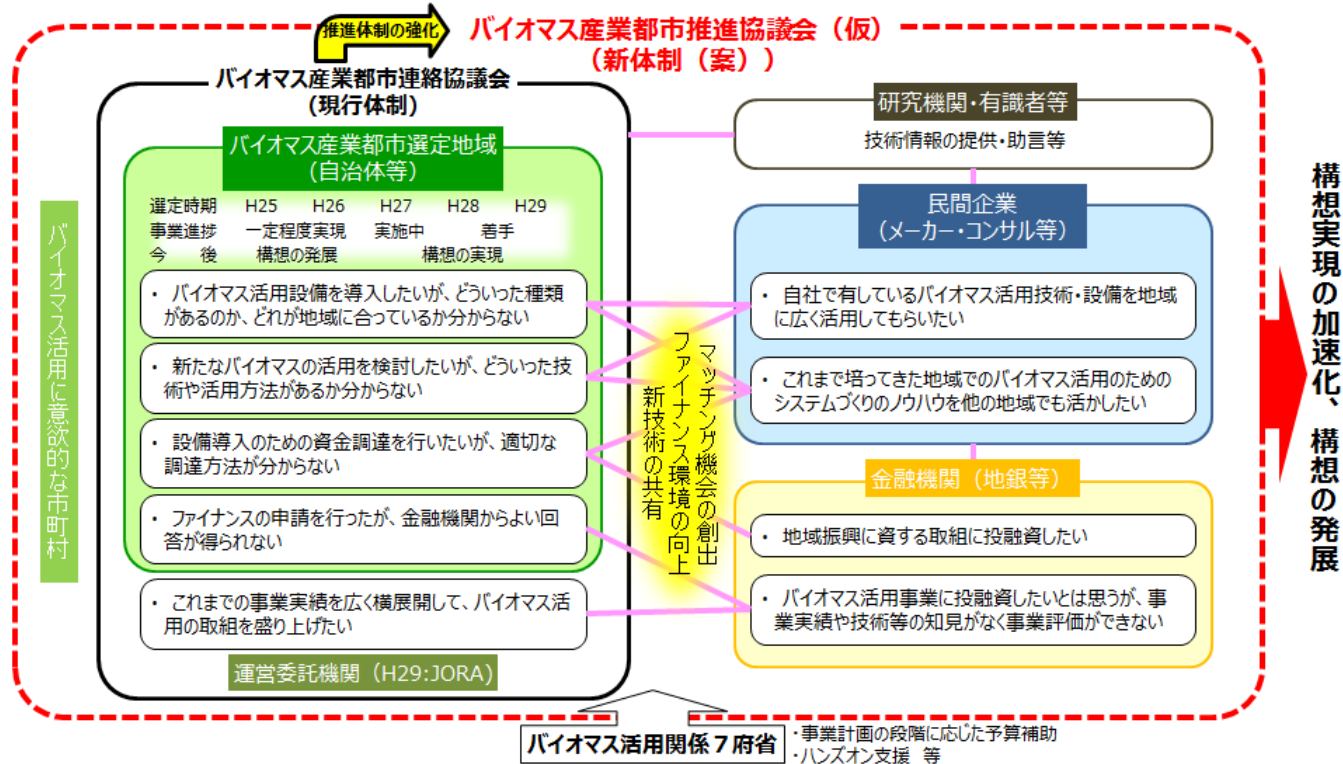 推進体制の強化
バイオマス産業都市推進協議会（仮）
（新体制（案））
バイオマス産業都市連絡協議会
(現行体制)
バイオマス活用に意欲的な市町村
バイオマス産業都市選定地域
(自治体等)
選定時期 H25 H26 H27 H28 H29
事業進捗 一定程度実現 実施中 着手
今 後 構想の発展 構想の実現
・ バイオマス活用設備を導入したいが、どういった種類
があるのか、どれが地域に合っているか分からない
・ 新たなバイオマスの活用を検討したいが、どういった技
術や活用方法があるか分からない
・ 設備導入のための資金調達を行いたいが、適切な
調達方法が分からない
・ ファイナンスの申請を行ったが、金融機関からよい回
答が得られない
・ これまでの事業実績を広く横展開して、バイオマス活
用の取組を盛り上げたい
運営委託機関（H29:JORA)
マッチング機会の創出
ファイナンス環境の向上
新技術の共有
研究機関・有識者等
技術情報の提供・助言等
民間企業
（メーカー・コンサル等）
・ 自社で有しているバイオマス活用技術・設備を地域
に広く活用してもらいたい
・ これまで培ってきた地域でのバイオマス活用のための
システムづくりのノウハウを他の地域でも活かしたい
金融機関（地銀等）
・ 地域振興に資する取組に投融資したい
・ バイオマス活用事業に投融資したいとは思うが、事
業実績や技術等の知見がなく事業評価ができない
構想実現の加速化、構想の発展
バイオマス活用関係７府省
・事業計画の段階に応じた予算補助
・ハンズオン支援 等